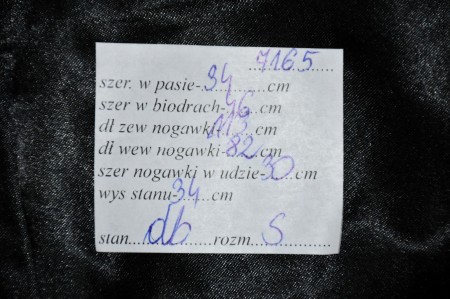 ...7165...
szer. w pasie-34...cm
szer w biodrach-46...cm
dł zew nogawki-113...cm
dł wew nogawki-82.cm
szer nogawki w udzie-30...cm
wys stanu-34...cm
stan...db...rozm...S...